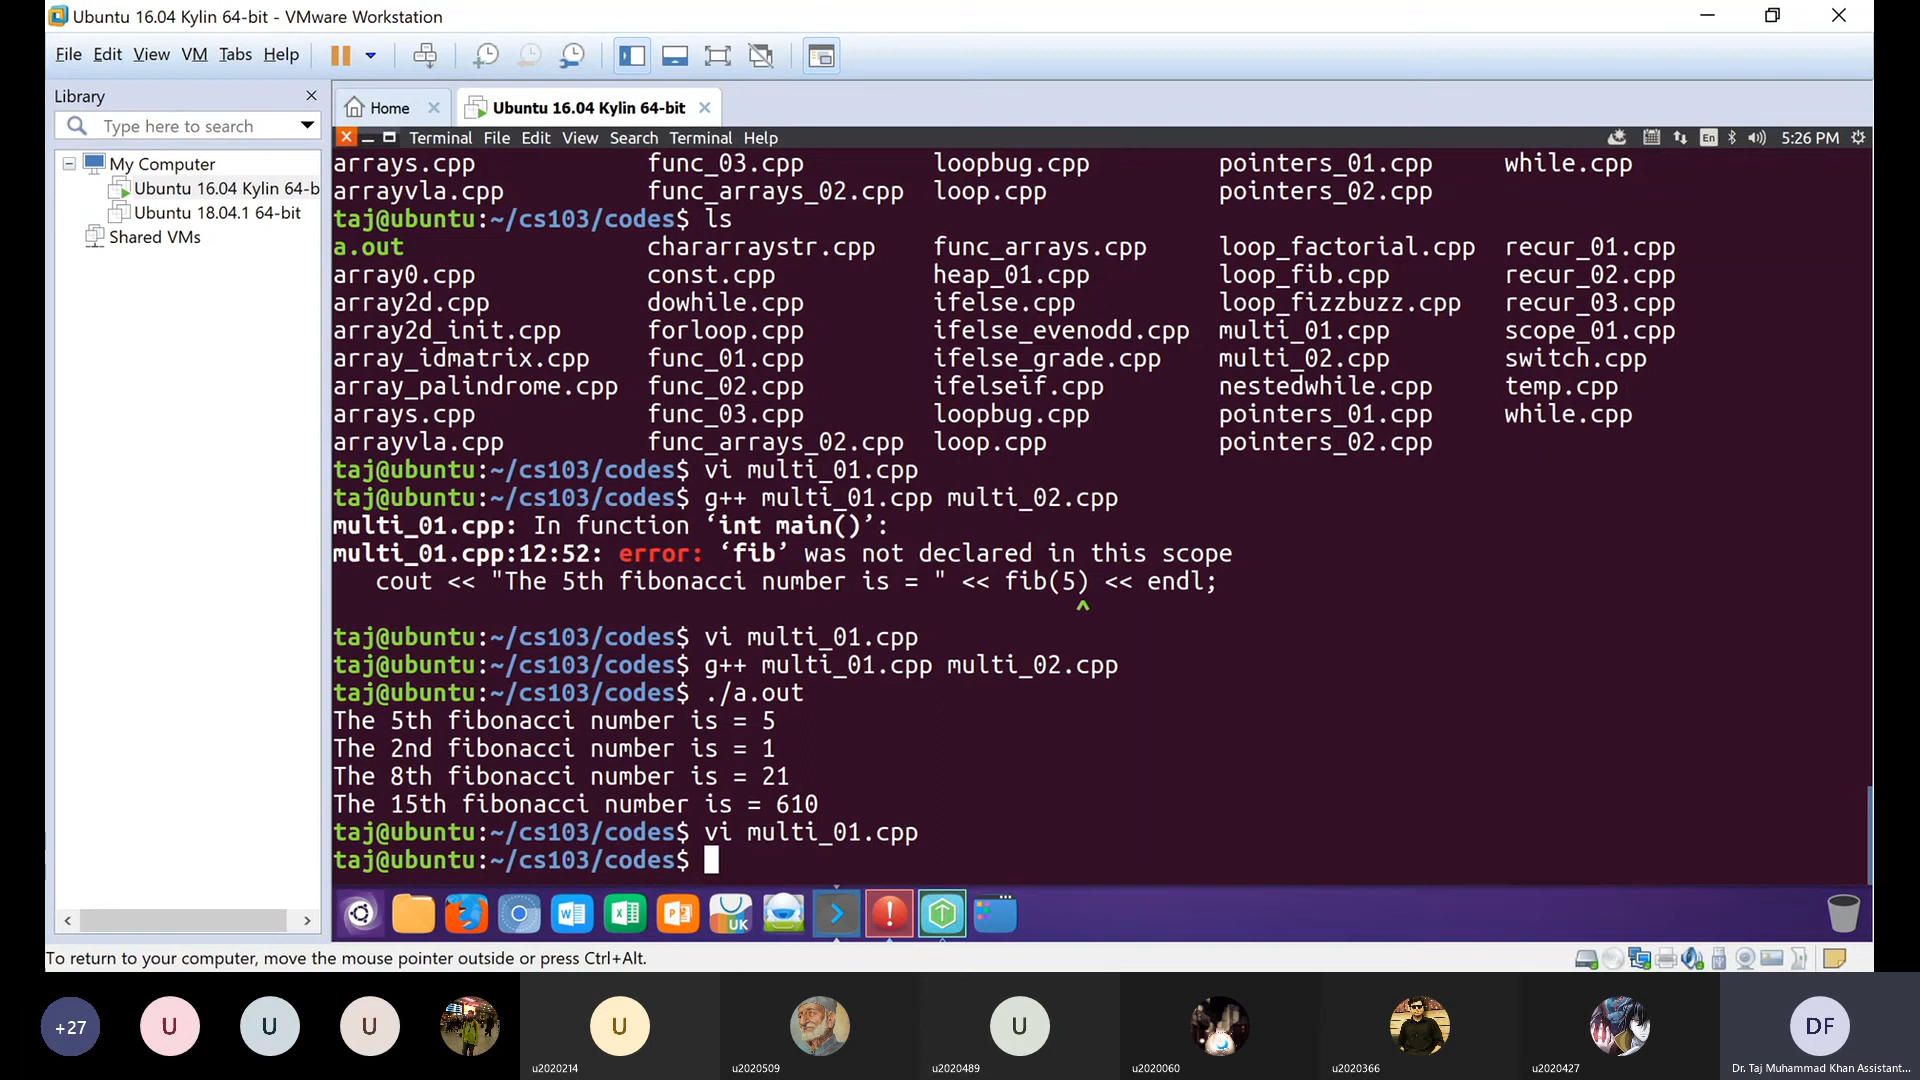 Ubuntu 16.04 Kylin 64-bit - VMware Workstation
File Edit View VM Tabs Help
Library
Type here to search
My Computer
Ubuntu 16.04 Kylin 64-b
Ubuntu 18.04.1 64-bit
Shared VMs
Home Ubuntu 16.04 Kylin 64-bit
Terminal File Edit View Search Terminal Help En 5:26 PM
arrays.cpp func_03.cpp loopbug.cpp pointers_01.cpp while.cpp
arrayvla.cpp func_arrays_02.cpp loop.cpp pointers_02.cpp
taj@ubuntu:~/cs103/codes$ ls
a.out chararraystr.cpp func_arrays.cpp loop_factorial.cpp recur_01.cpp
array0.cpp const.cpp heap_01.cpp loop_fib.cpp recur_02.cpp
array2d.cpp dowhile.cpp ifelse.cpp loop_fizzbuzz.cpp recur_03.cpp
array2d_init.cpp forloop.cpp ifelse_evenodd.cpp multi_01.cpp scope_01.cpp
array_idmatrix.cpp func_01.cpp ifelse_grade.cpp multi_02.cpp switch.cpp
array_palindrome.cpp func_02.cpp ifelseif.cpp nestedwhile.cpp temp.cpp
arrays.cpp func_03.cpp loopbug.cpp pointers_01.cpp while.cpp
arrayvla.cpp func_arrays_02.cpp loop.cpp pointers_02.cpp
taj@ubuntu:~/cs103/codes$ vi multi_01.cpp
taj@ubuntu:~/cs103/codes$ g++ multi_01.cpp multi_02.cpp
multi_01.cpp: In function ‘int main()’:
multi_01.cpp:12:52: error: ‘fib’ was not declared in this scope
cout << "The 5th fibonacci number is = " << fib(5) << endl;
^
taj@ubuntu:~/cs103/codes$ vi multi_01.cpp
taj@ubuntu:~/cs103/codes$ g++ multi_01.cpp multi_02.cpp
taj@ubuntu:~/cs103/codes$ ./a.out
The 5th fibonacci number is = 5
The 2nd fibonacci number is = 1
The 8th fibonacci number is = 21
The 15th fibonacci number is = 610
taj@ubuntu:~/cs103/codes$ vi multi_01.cpp
taj@ubuntu:~/cs103/codes$
W X P UK
To return to your computer, move the mouse pointer outside or press Ctrl+Alt.
+27 U U U U U DF
u2020214 u2020509 u2020489 u2020060 u2020366 u2020427 Dr. Taj Muhammad Khan Assistant...